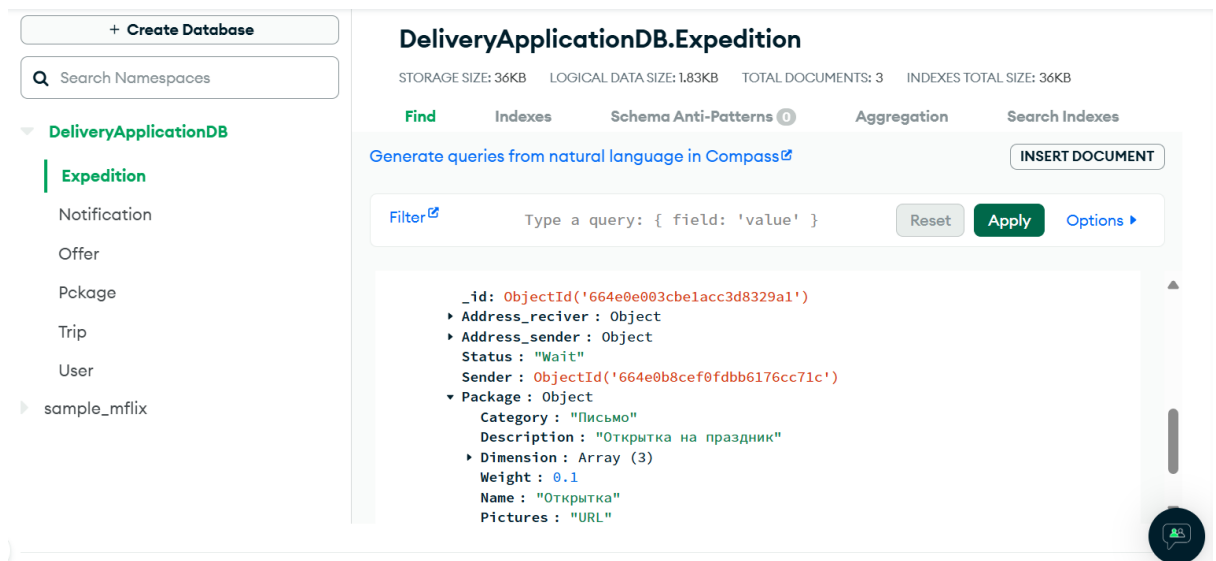 + Create Database
Search Namespaces
DeliveryApplicationDB
Expedition
Notification
Offer
Pckage
Trip
User
sample_mflix
DeliveryApplicationDB.Expedition
STORAGE SIZE: 36KB LOGICAL DATA SIZE: 1.83KB TOTAL DOCUMENTS: 3 INDEXES TOTAL SIZE: 36KB
Find Indexes Schema Anti-Patterns 0 Aggregation Search Indexes
Generate queries from natural language in Compass INSERT DOCUMENT
Filter Type a query: { field: 'value' } Reset Apply Options
_id: ObjectId('664e0e003cbe1acc3d8329a1')
Address_reciver : Object
Address_sender : Object
Status : "Wait"
Sender : ObjectId('664e0b8cef0fdbb6176cc71c')
Package : Object
Category : "Письмо"
Description : "Открытка на праздник"
Dimension : Array (3)
Weight : 0.1
Name : "Открытка"
Pictures : "URL"